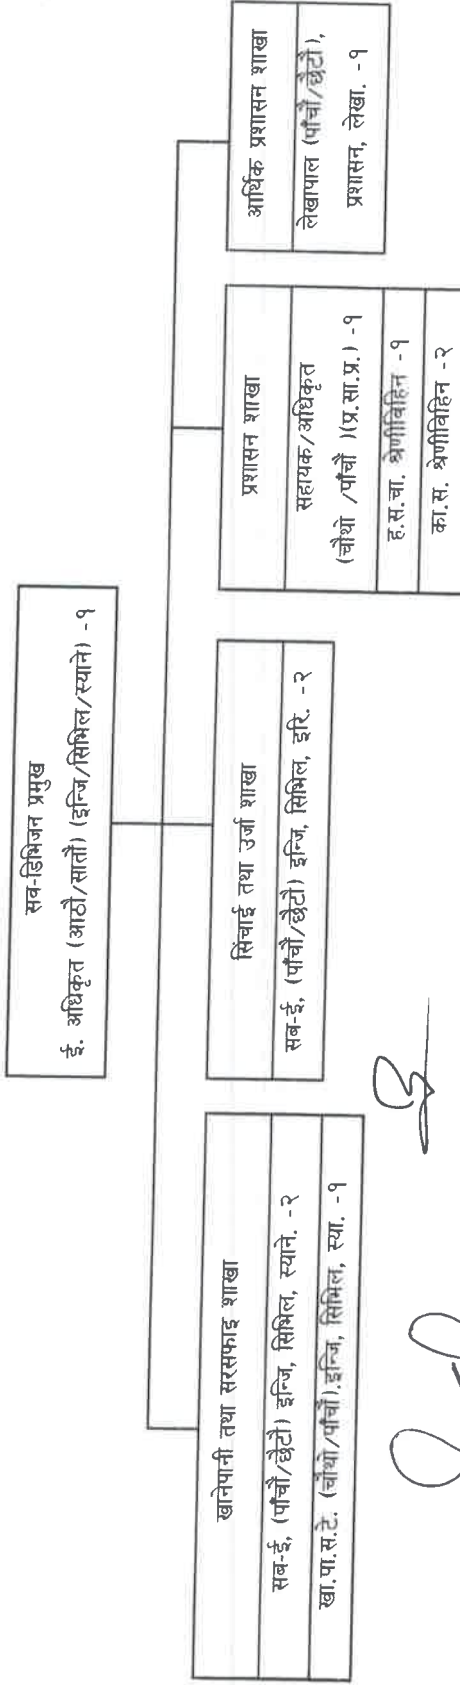 सव-डिभिजन प्रमुख
ई. अधिकृत (आठौ/सातौ) (इन्जि/सिभिल/स्याने) -१
खानेपानी तथा सरसफाइ शाखा
सब-ई, (पाँचौ/छैटौ) इन्जि, सिभिल, स्याने. -२
खा.पा.स.टे. (चौथो/पाँचौ).इन्जि, सिभिल, स्या. -१
सिंचाई तथा उर्जा शाखा
सब-ई, (पाँचौ/छैटौ) इन्जि, सिभिल, इरि. -२
प्रशासन शाखा
सहायक/अधिकृत
(चौथो /पाँचौ )(प्र.सा.प्र.) -१
ह.स.चा. श्रेणीविहिन -१
का.स. श्रेणीविहिन -२
आर्थिक प्रशासन शाखा
लेखापाल (पाँचौ/छैटौ),
प्रशासन, लेखा. -१